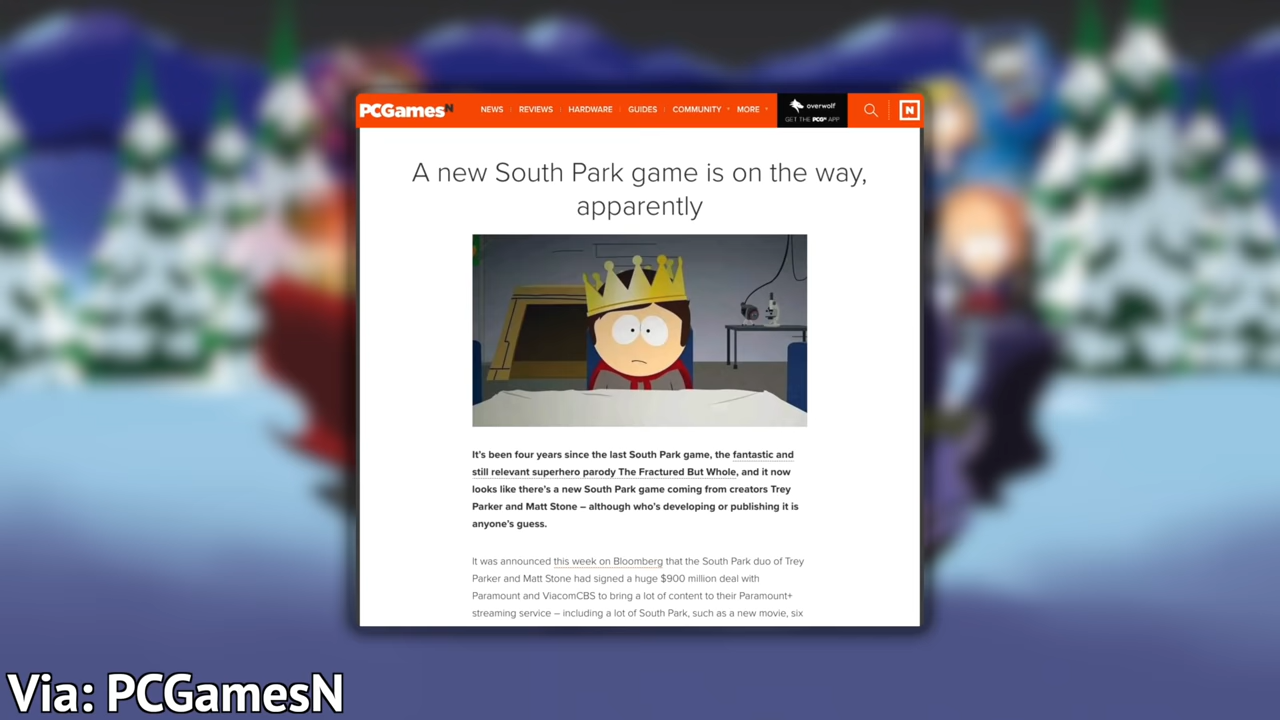 PCGamesN
NEWS
REVIEWS
HARDWARE
GUIDES
COMMUNITY
MORE
overwolf
GET THE PCGN APP
N
A new South Park game is on the way,
apparently
It's been four years since the last South Park game, the fantastic and
still relevant superhero parody The Fractured But Whole, and it now
looks like there's a new South Park game coming from creators Trey
Parker and Matt Stone – although who's developing or publishing it is
anyone's guess.
It was announced this week on Bloomberg that the South Park duo of Trey
Parker and Matt Stone had signed a huge $900 million deal with
Paramount and ViacomCBS to bring a lot of content to their Paramount+
streaming service – including a lot of South Park, such as a new movie, six
Via: PCGamesN